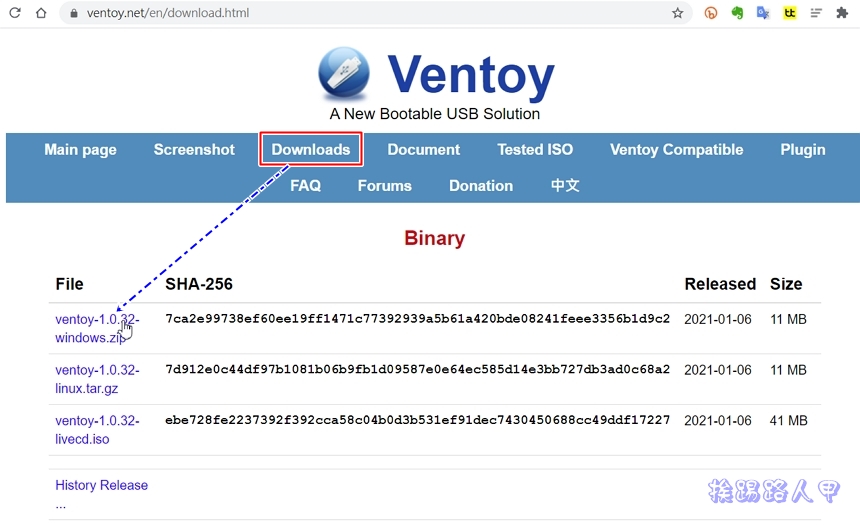 ventoy.net/en/download.html
Ventoy
A New Bootable USB Solution
Main page Screenshot Downloads Document Tested ISO Ventoy Compatible Plugin
FAQ Forums Donation 中文
Binary
File SHA-256 Released Size
ventoy-1.0.32-windows.zip 7ca2e99738ef60ee19ff1471c77392939a5b61a420bde08241feee3356b1d9c2 2021-01-06 11 MB
ventoy-1.0.32-linux.tar.gz 7d912e0c44df97b1081b06b9fb1d09587e0e64ec585d14e3bb727db3ad0c68a2 2021-01-06 11 MB
ventoy-1.0.32-livecd.iso ebe728fe2237392f392cca58c04b0d3b531ef91dec7430450688cc49ddf17227 2021-01-06 41 MB
History Release
...
挨踢路人甲